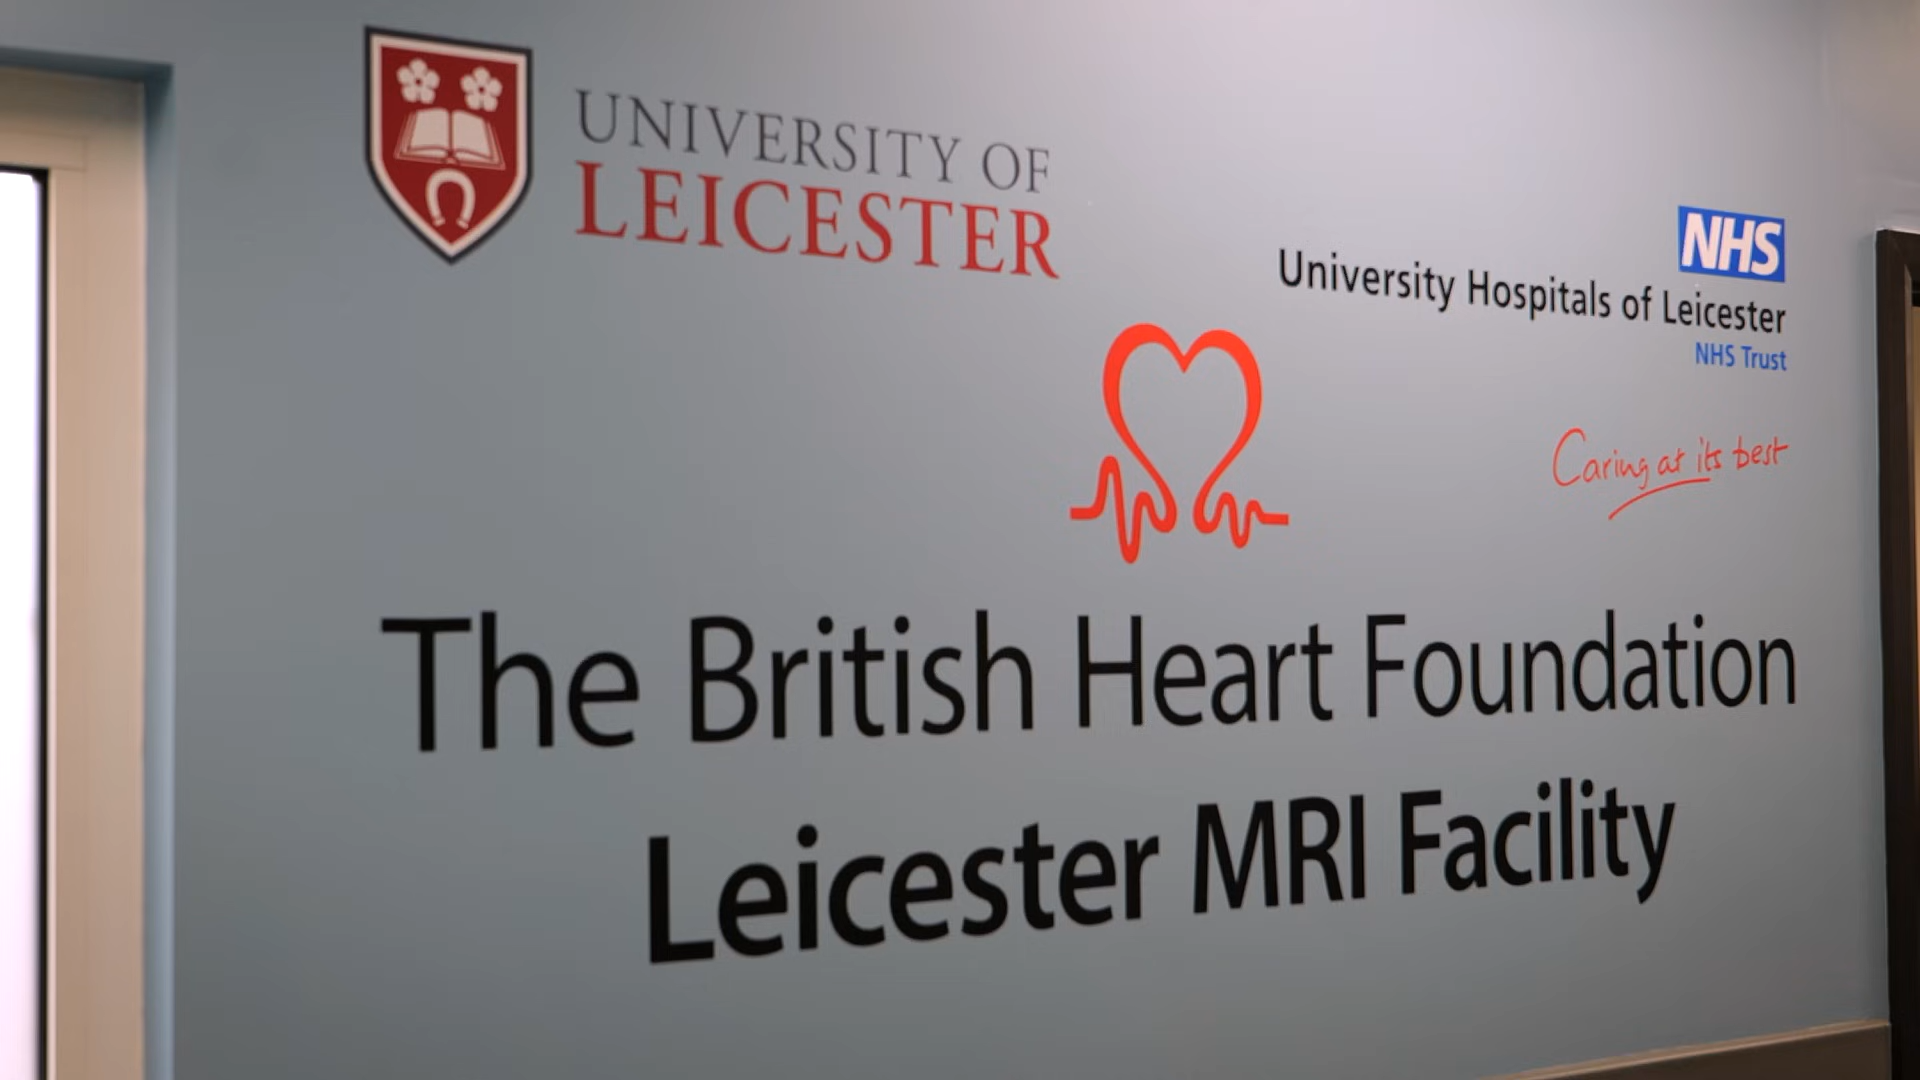 UNIVERSITY OF
LEICESTER
NHS
University Hospitals of Leicester
NHS Trust
Caring at its best
The British Heart Foundation
Leicester MRI Facility